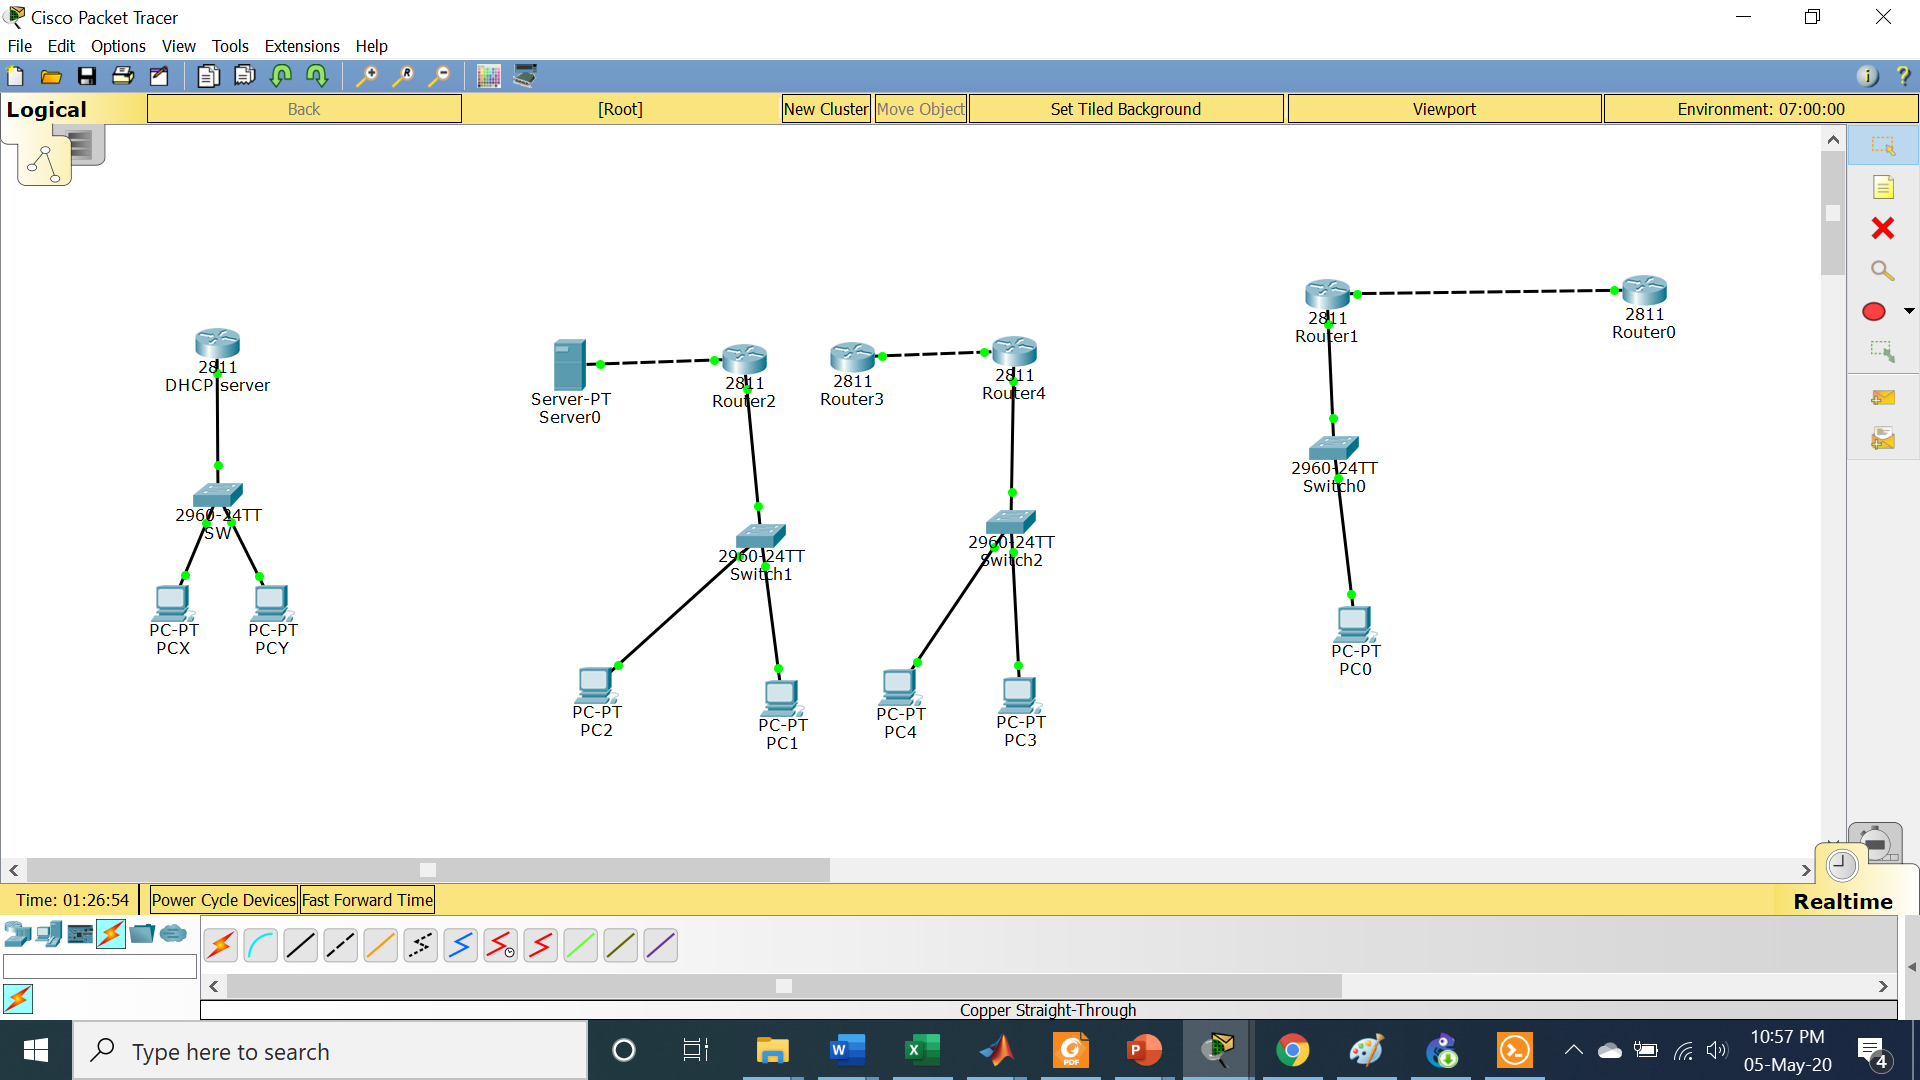 Cisco Packet Tracer
File Edit Options View Tools Extensions Help
Logical Back [Root] New Cluster Move Object Set Tiled Background Viewport Environment: 07:00:00
2811
DHCP server
2960-24TT
SW
PC-PT
PCX
PC-PT
PCY
Server-PT
Server0
2811
Router2
2960-24TT
Switch1
PC-PT
PC2
PC-PT
PC1
2811
Router3
2811
Router4
2960-24TT
Switch2
PC-PT
PC4
PC-PT
PC3
2811
Router1
2811
Router0
2960-24TT
Switch0
PC-PT
PC0
Time: 01:26:54 Power Cycle Devices Fast Forward Time
Realtime
Copper Straight-Through
Type here to search
10:57 PM
05-May-20
4